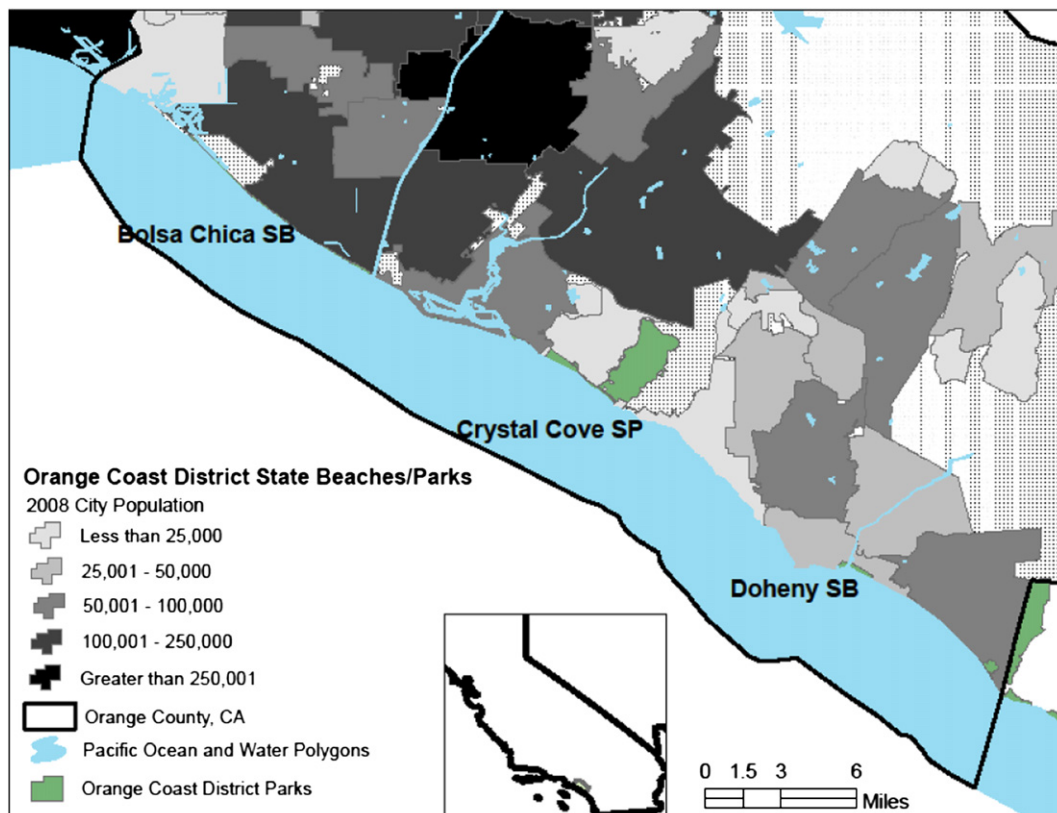 Bolsa Chica SB
Crystal Cove SP
Doheny SB
Orange Coast District State Beaches/Parks
2008 City Population
Less than 25,000
25,001 - 50,000
50,001 - 100,000
100,001 - 250,000
Greater than 250,001
Orange County, CA
Pacific Ocean and Water Polygons
Orange Coast District Parks
0 1.5 3 6
Miles